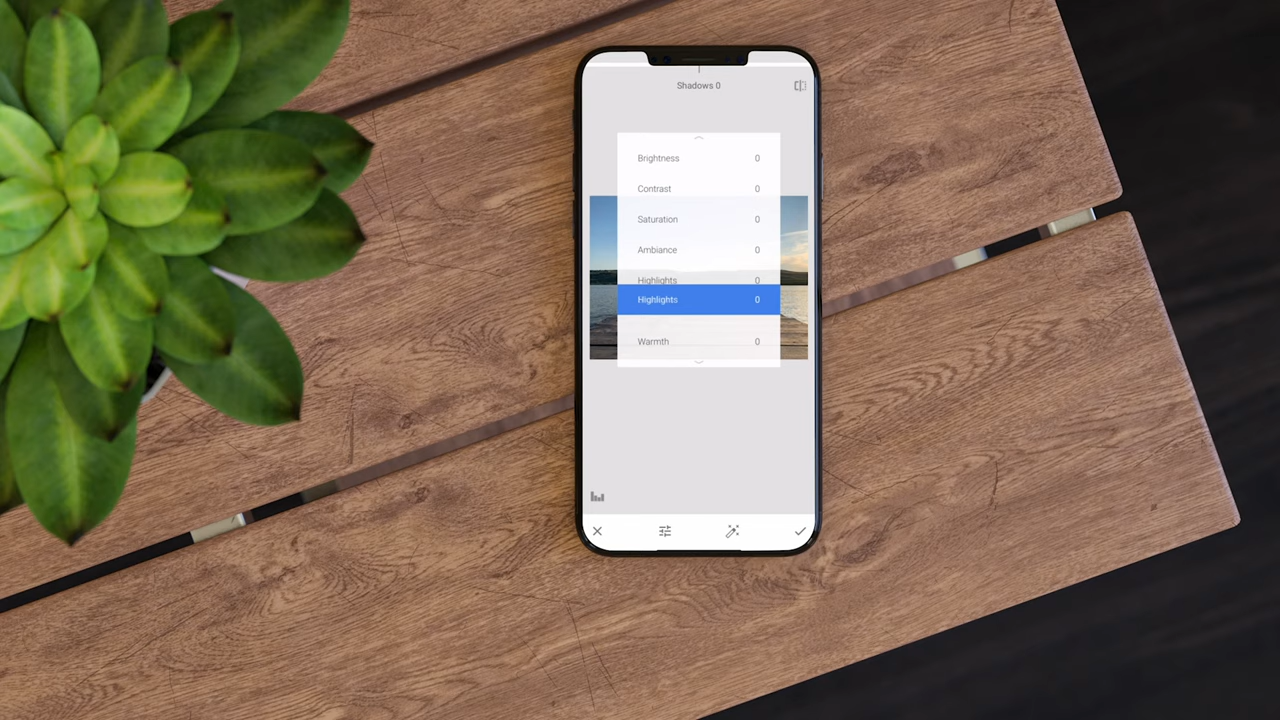 Shadows 0
Brightness 0
Contrast 0
Saturation 0
Ambiance 0
Highlights 0
Highlights 0
Warmth 0